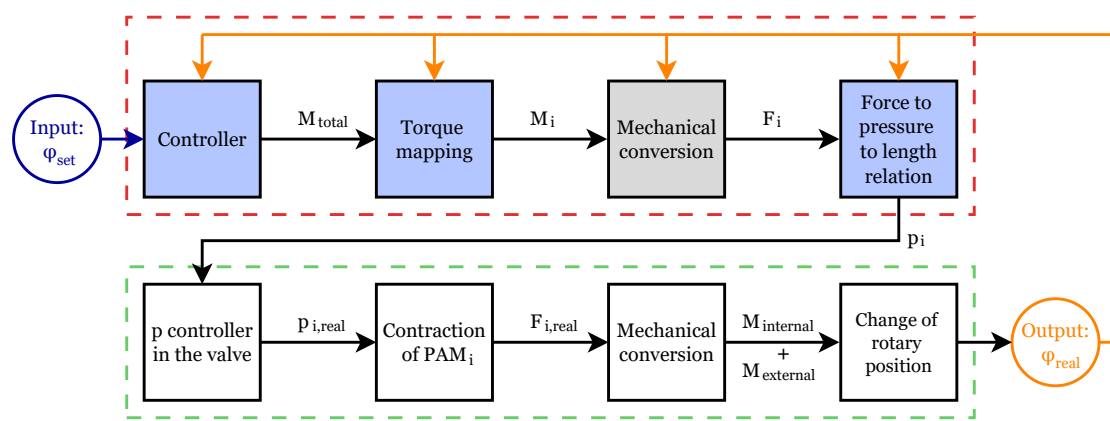 Input:
φset
Controller
Mtotal
Torque
mapping
Mi
Mechanical
conversion
Fi
Force to
pressure
to length
relation
pi
p controller
in the valve
pi,real
Contraction
of PAMi
Fi,real
Mechanical
conversion
Minternal
+
Mexternal
Change of
rotary
position
Output:
φreal